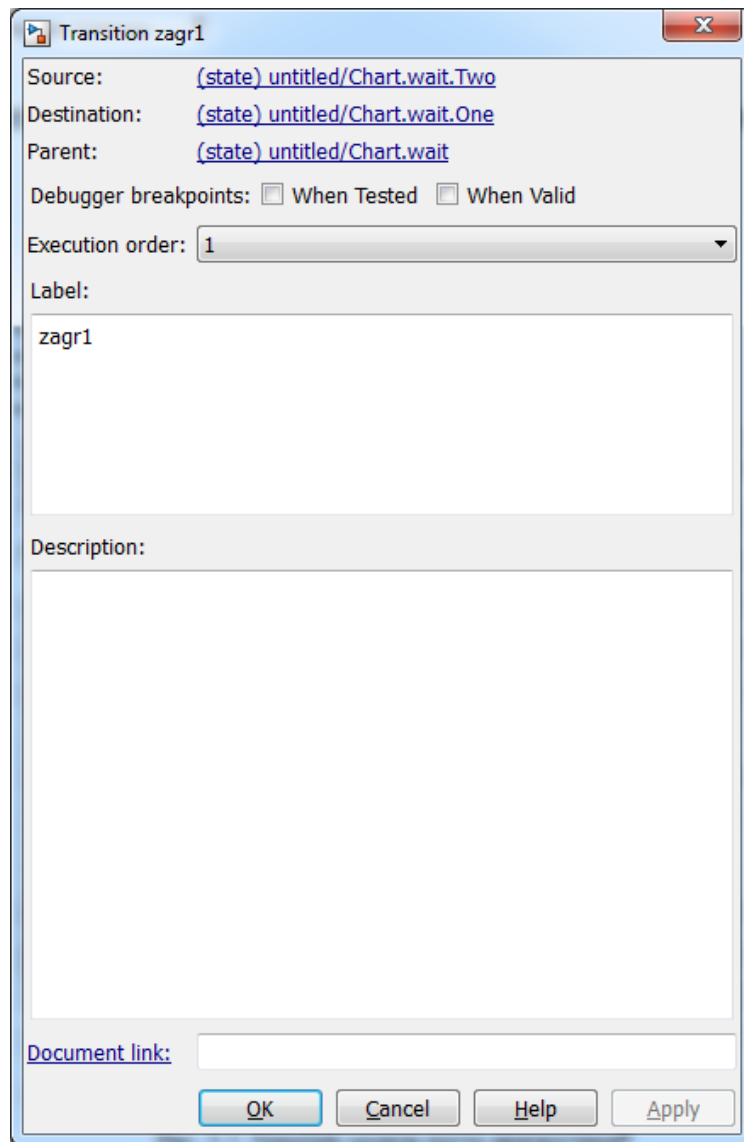 Transition zagr1
Source: (state) untitled/Chart.wait.Two
Destination: (state) untitled/Chart.wait.One
Parent: (state) untitled/Chart.wait
Debugger breakpoints: When Tested When Valid
Execution order: 1
Label:
zagr1
Description:
Document link:
OK Cancel Help Apply